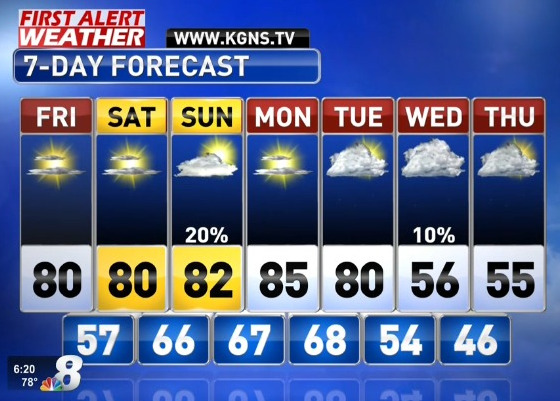 FIRST ALERT
WEATHER
WWW.KGNS.TV
7-DAY FORECAST
FRI SAT SUN MON TUE WED THU
20% 10%
80 80 82 85 80 56 55
57 66 67 68 54 46
6:20
78°
8